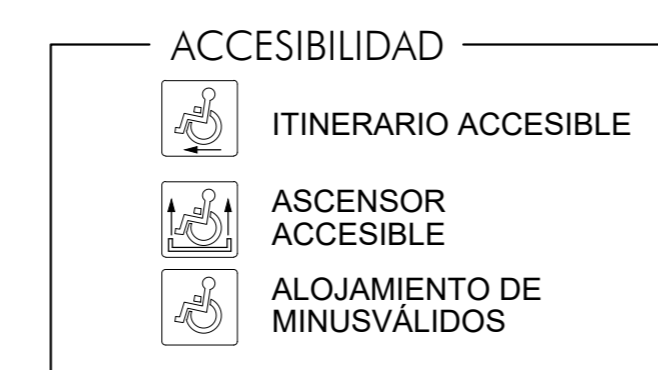 ACCESIBILIDAD
ITINERARIO ACCESIBLE
ASCENSOR
ACCESIBLE
ALOJAMIENTO DE
MINUSVÁLIDOS